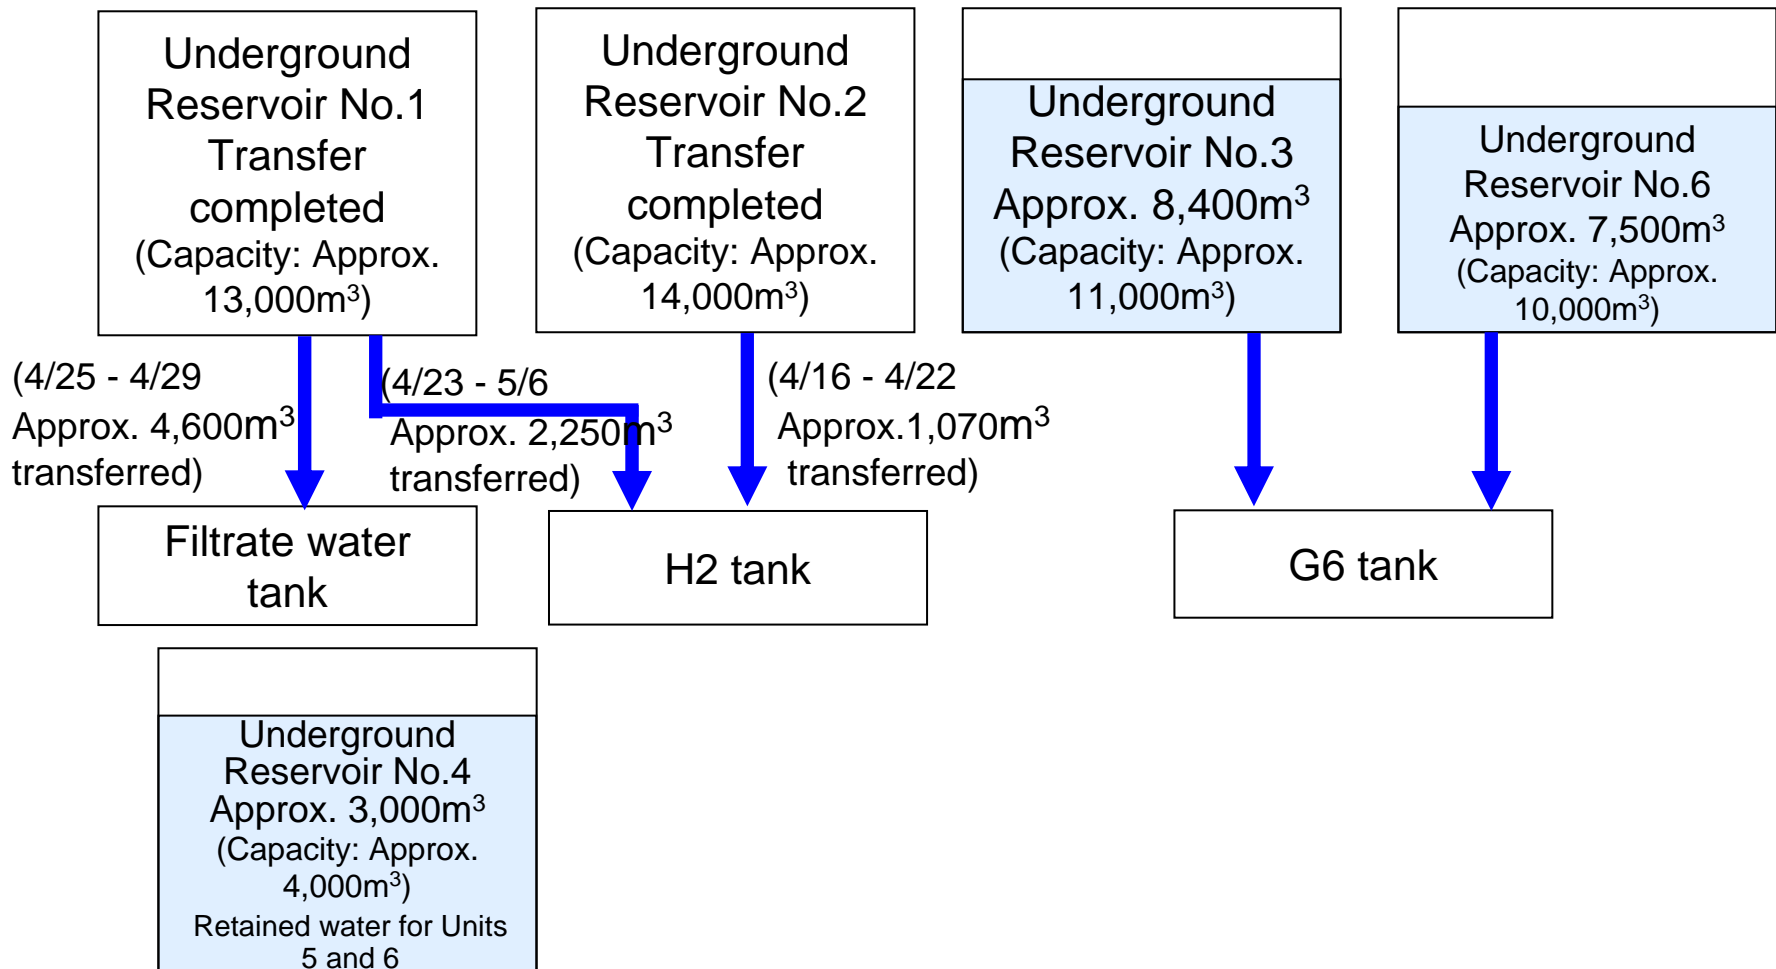 Underground
Reservoir No.1
Transfer
completed
(Capacity: Approx.
13,000m³)
Underground
Reservoir No.2
Transfer
completed
(Capacity: Approx.
14,000m³)
Underground
Reservoir No.3
Approx. 8,400m³
(Capacity: Approx.
11,000m³)
Underground
Reservoir No.6
Approx. 7,500m³
(Capacity: Approx.
10,000m³)
(4/25 - 4/29
Approx. 4,600m³
transferred)
(4/23 - 5/6
Approx. 2,250m³
transferred)
(4/16 - 4/22
Approx.1,070m³
transferred)
Filtrate water
tank
H2 tank
G6 tank
Underground
Reservoir No.4
Approx. 3,000m³
(Capacity: Approx.
4,000m³)
Retained water for Units
5 and 6